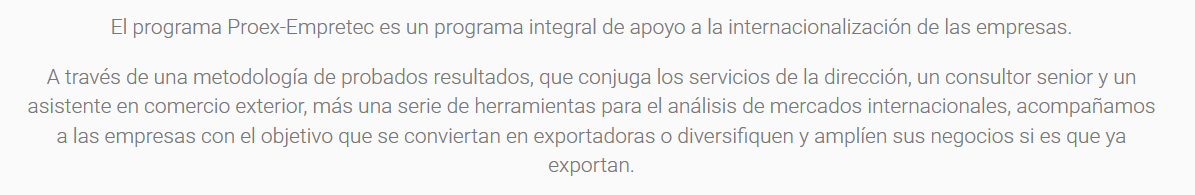 El programa Proex-Empretec es un programa integral de apoyo a la internacionalización de las empresas.
A través de una metodología de probados resultados, que conjuga los servicios de la dirección, un consultor senior y un
asistente en comercio exterior, más una serie de herramientas para el análisis de mercados internacionales, acompañamos
a las empresas con el objetivo que se conviertan en exportadoras o diversifiquen y amplíen sus negocios si es que ya
exportan.